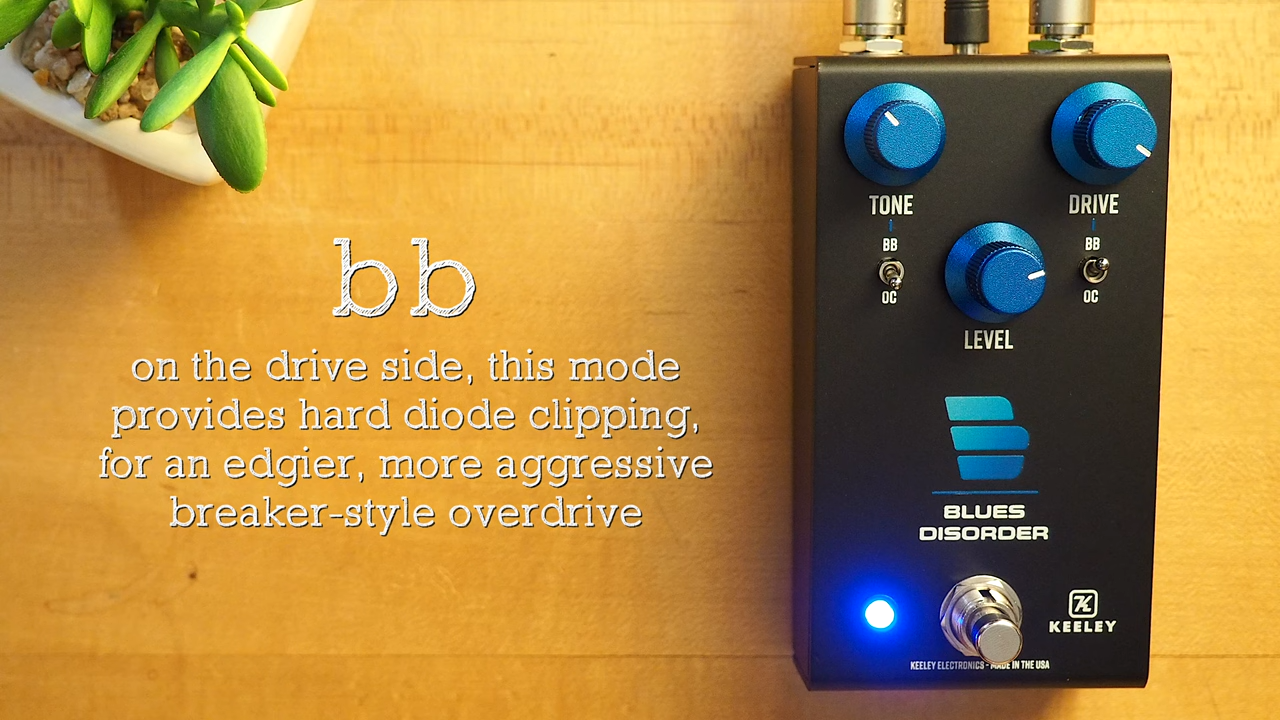 bb
on the drive side, this mode
provides hard diode clipping,
for an edgier, more aggressive
breaker-style overdrive
TONE
DRIVE
BB
BB
OC
OC
LEVEL
BLUES
DISORDER
KEELEY
KEELEY ELECTRONICS - MADE IN THE USA